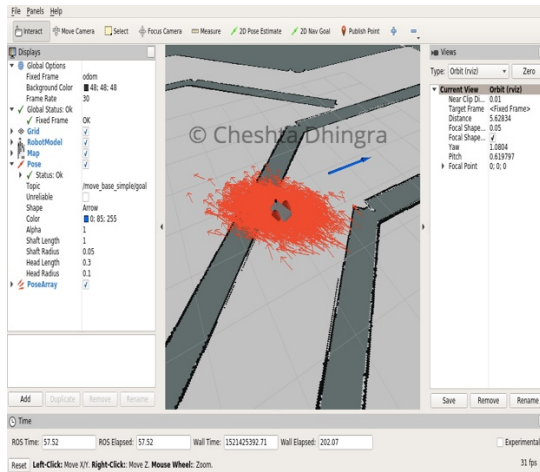 File Panels Help
Interact Move Camera Select Focus Camera Measure 2D Pose Estimate 2D Nav Goal Publish Point
Displays
Global Options
Fixed Frame odom
Background Color 48; 48; 48
Frame Rate 30
Global Status: Ok
Fixed Frame OK
Grid
RobotModel
Map
Pose
Status: Ok
Topic /move_base_simple/goal
Unreliable
Shape Arrow
Color 0; 85; 255
Alpha 1
Shaft Length 1
Shaft Radius 0.05
Head Length 0.3
Head Radius 0.1
PoseArray
Add Duplicate Remove Rename
© Cheshta Dhingra
Views
Type: Orbit (rviz) Zero
Current View Orbit (rviz)
Near Clip Di... 0.01
Target Frame <Fixed Frame>
Distance 5.62834
Focal Shape... 0.05
Focal Shape...
Yaw 1.0804
Pitch 0.619797
Focal Point 0; 0; 0
Save Remove Rename
Time
ROS Time: 57.52 ROS Elapsed: 57.52 Wall Time: 1521425392.71 Wall Elapsed: 202.07 Experimental
Reset Left-Click: Move X/Y. Right-Click: Move Z. Mouse Wheel: Zoom. 31 fps